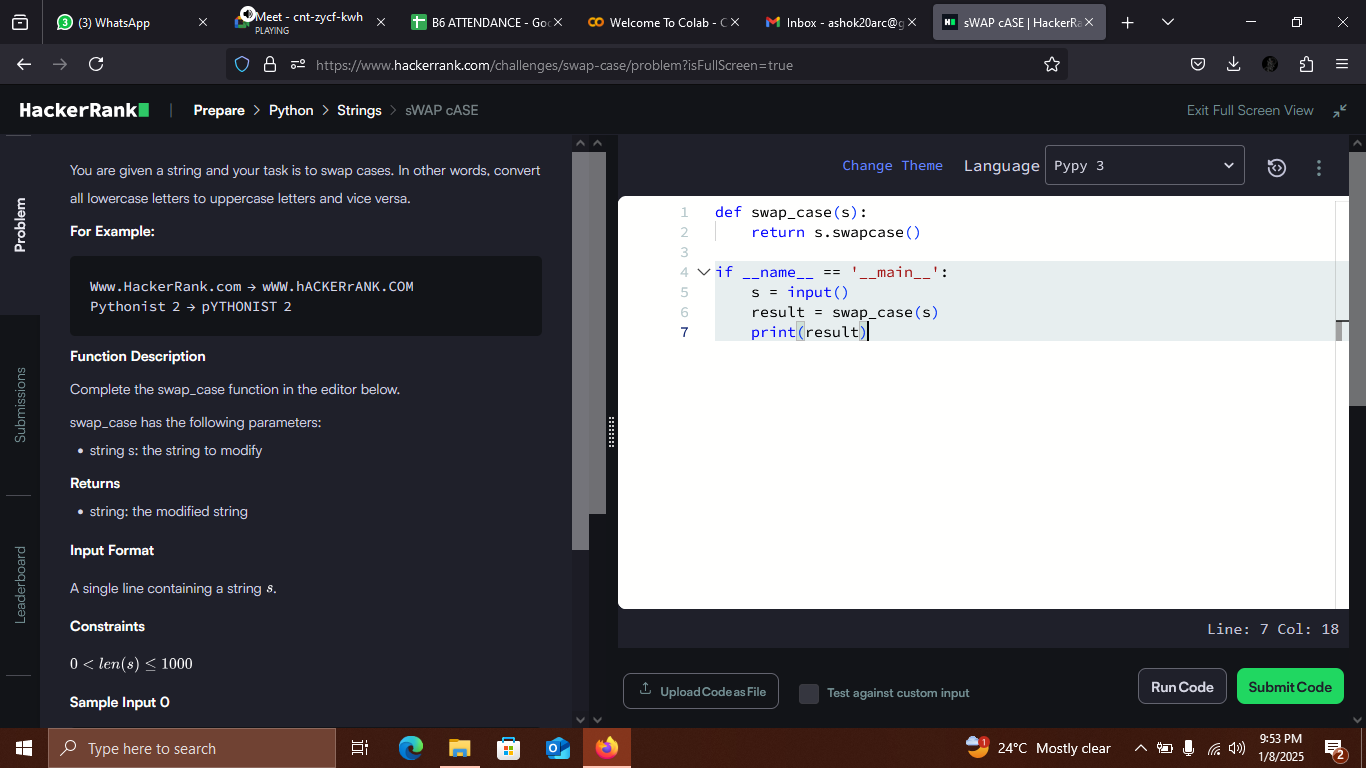 (3) WhatsApp
Meet - cnt-zycf-kwh
PLAYING
B6 ATTENDANCE - Goo
Welcome To Colab - C
Inbox - ashok20arc@g
sWAP cASE | HackerRa
https://www.hackerrank.com/challenges/swap-case/problem?isFullScreen=true
HackerRank
Prepare > Python > Strings > sWAP cASE
Exit Full Screen View
Problem
Submissions
Leaderboard
You are given a string and your task is to swap cases. In other words, convert
all lowercase letters to uppercase letters and vice versa.
For Example:
Www.HackerRank.com → wWW.hACKERrANK.COM
Pythonist 2 → pYTHONIST 2
Function Description
Complete the swap_case function in the editor below.
swap_case has the following parameters:
• string s: the string to modify
Returns
• string: the modified string
Input Format
A single line containing a string s.
Constraints
0 < len(s) ≤ 1000
Sample Input 0
Change Theme
Language
Pypy 3
1 def swap_case(s):
2     return s.swapcase()
3
4 if __name__ == '__main__':
5     s = input()
6     result = swap_case(s)
7     print(result)
Line: 7 Col: 18
Upload Code as File
Test against custom input
Run Code
Submit Code
Type here to search
24°C Mostly clear
9:53 PM
1/8/2025
2